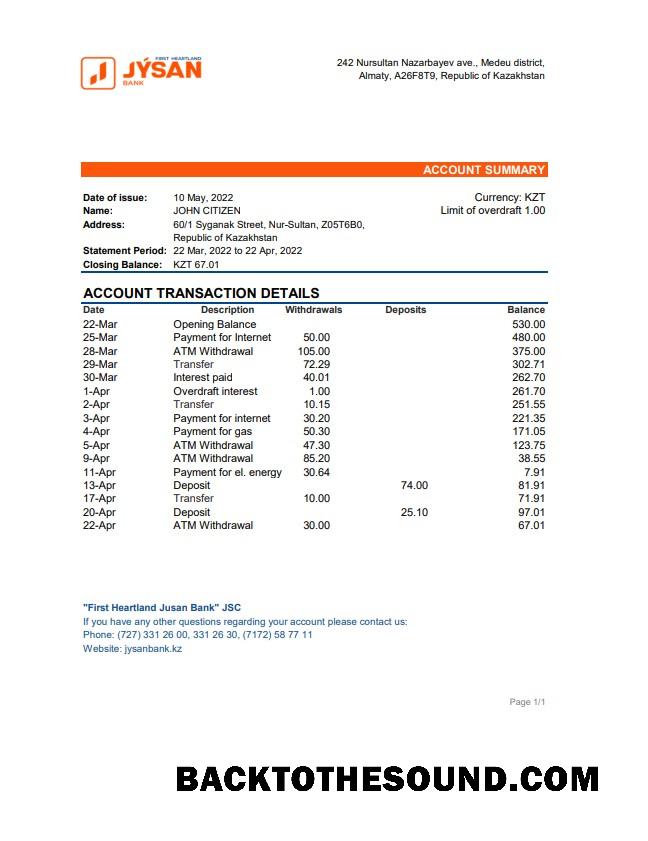 FIRST HEARTLAND
JÝSAN
BANK
242 Nursultan Nazarbayev ave., Medeu district,
Almaty, A26F8T9, Republic of Kazakhstan
ACCOUNT SUMMARY
Date of issue: 10 May, 2022 Currency: KZT
Name: JOHN CITIZEN Limit of overdraft 1.00
Address: 60/1 Syganak Street, Nur-Sultan, Z05T6B0,
Republic of Kazakhstan
Statement Period: 22 Mar, 2022 to 22 Apr, 2022
Closing Balance: KZT 67.01
ACCOUNT TRANSACTION DETAILS
Date Description Withdrawals Deposits Balance
22-Mar Opening Balance 530.00
25-Mar Payment for Internet 50.00 480.00
28-Mar ATM Withdrawal 105.00 375.00
29-Mar Transfer 72.29 302.71
30-Mar Interest paid 40.01 262.70
1-Apr Overdraft interest 1.00 261.70
2-Apr Transfer 10.15 251.55
3-Apr Payment for internet 30.20 221.35
4-Apr Payment for gas 50.30 171.05
5-Apr ATM Withdrawal 47.30 123.75
9-Apr ATM Withdrawal 85.20 38.55
11-Apr Payment for el. energy 30.64 7.91
13-Apr Deposit 74.00 81.91
17-Apr Transfer 10.00 71.91
20-Apr Deposit 25.10 97.01
22-Apr ATM Withdrawal 30.00 67.01
"First Heartland Jusan Bank" JSC
If you have any other questions regarding your account please contact us:
Phone: (727) 331 26 00, 331 26 30, (7172) 58 77 11
Website: jysanbank.kz
Page 1/1
BACKTOTHESOUND.COM